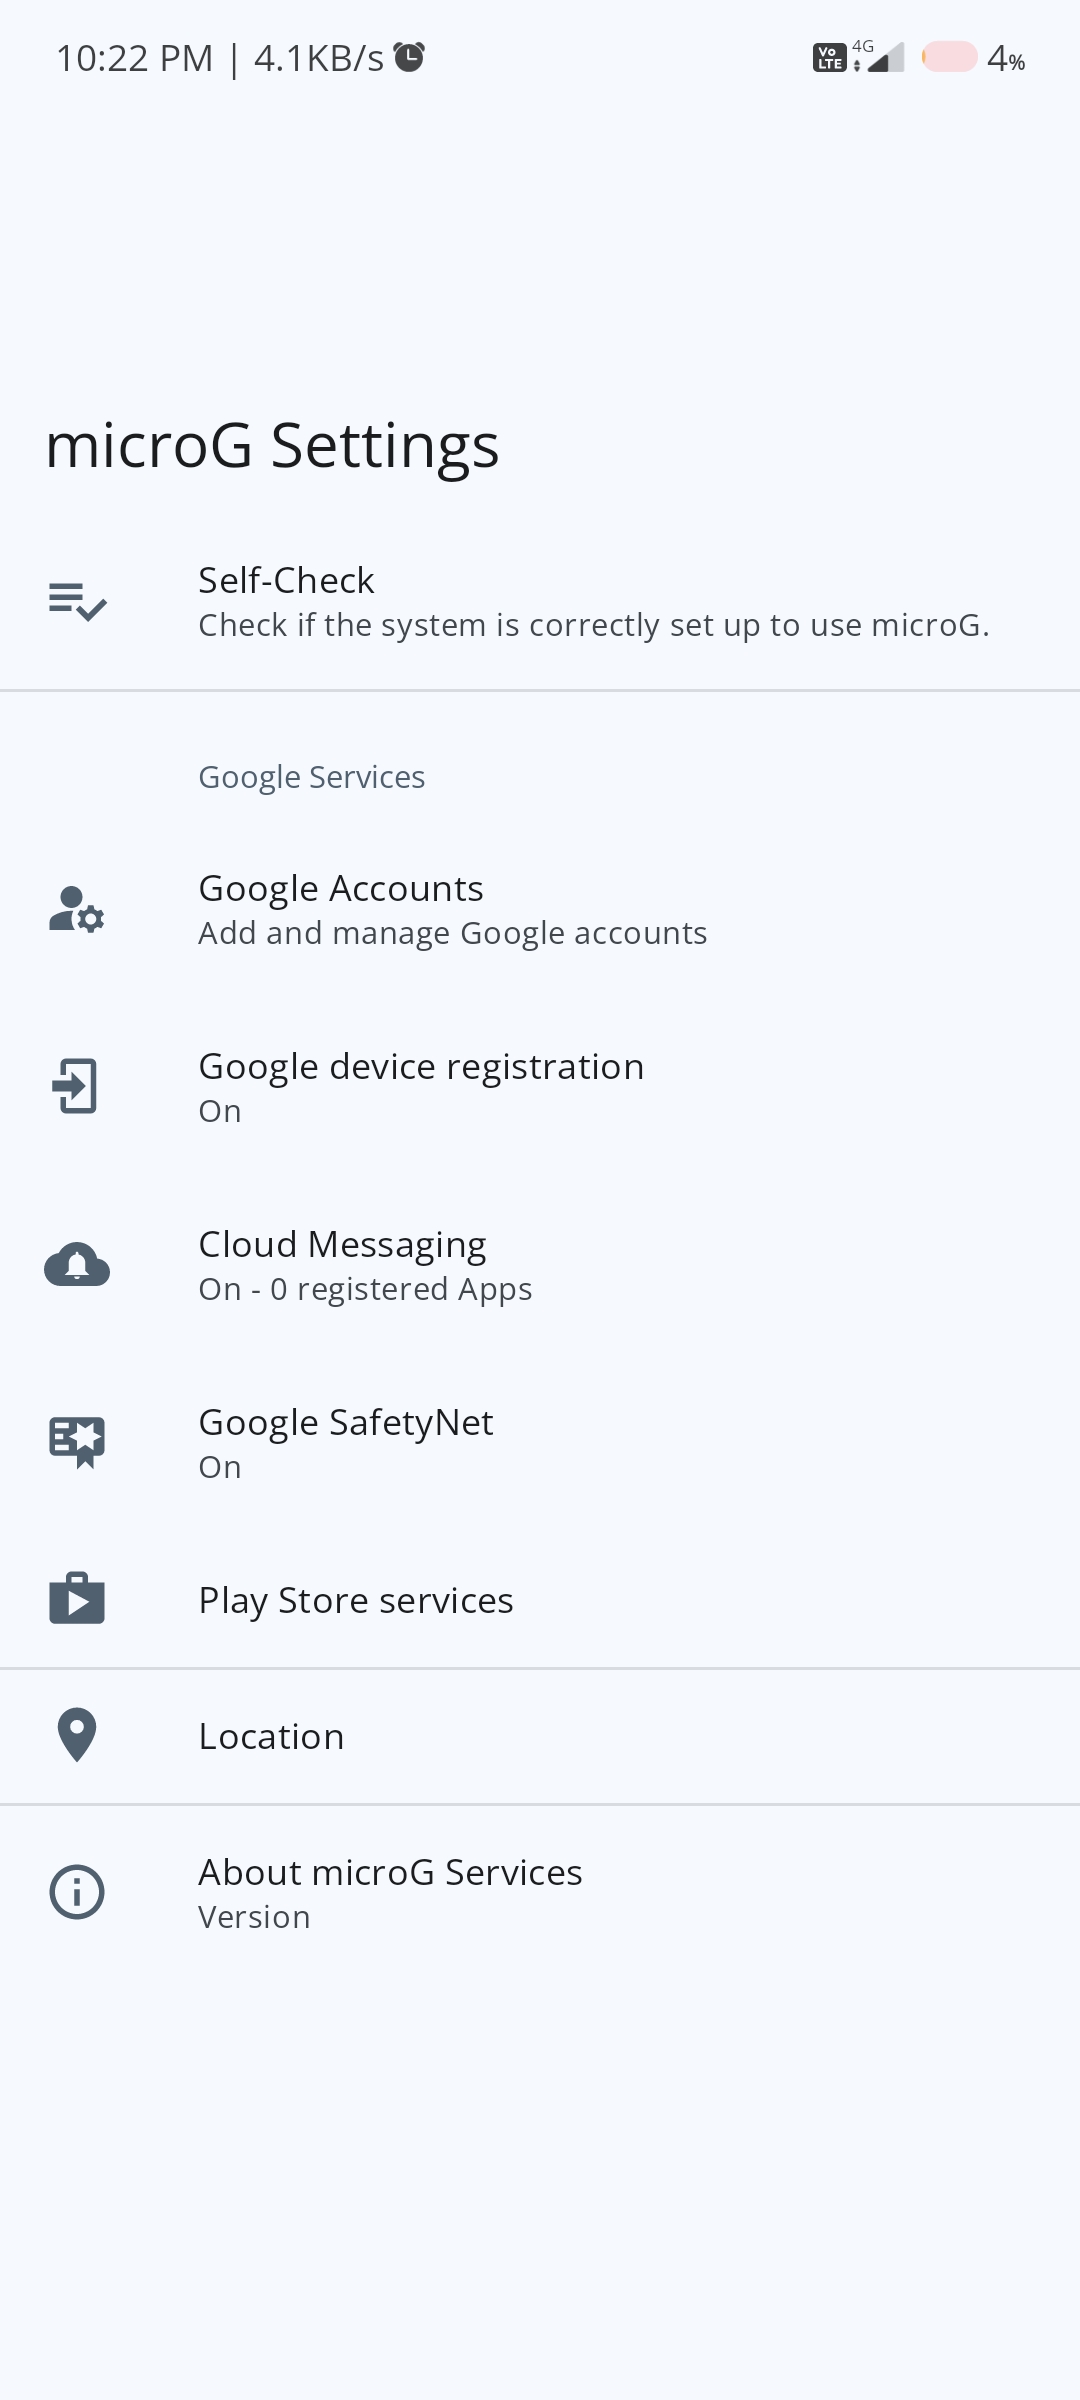 10:22 PM | 4.1KB/s Vo LTE 4G 4%
microG Settings
Self-Check
Check if the system is correctly set up to use microG.
Google Services
Google Accounts
Add and manage Google accounts
Google device registration
On
Cloud Messaging
On - 0 registered Apps
Google SafetyNet
On
Play Store services
Location
About microG Services
Version